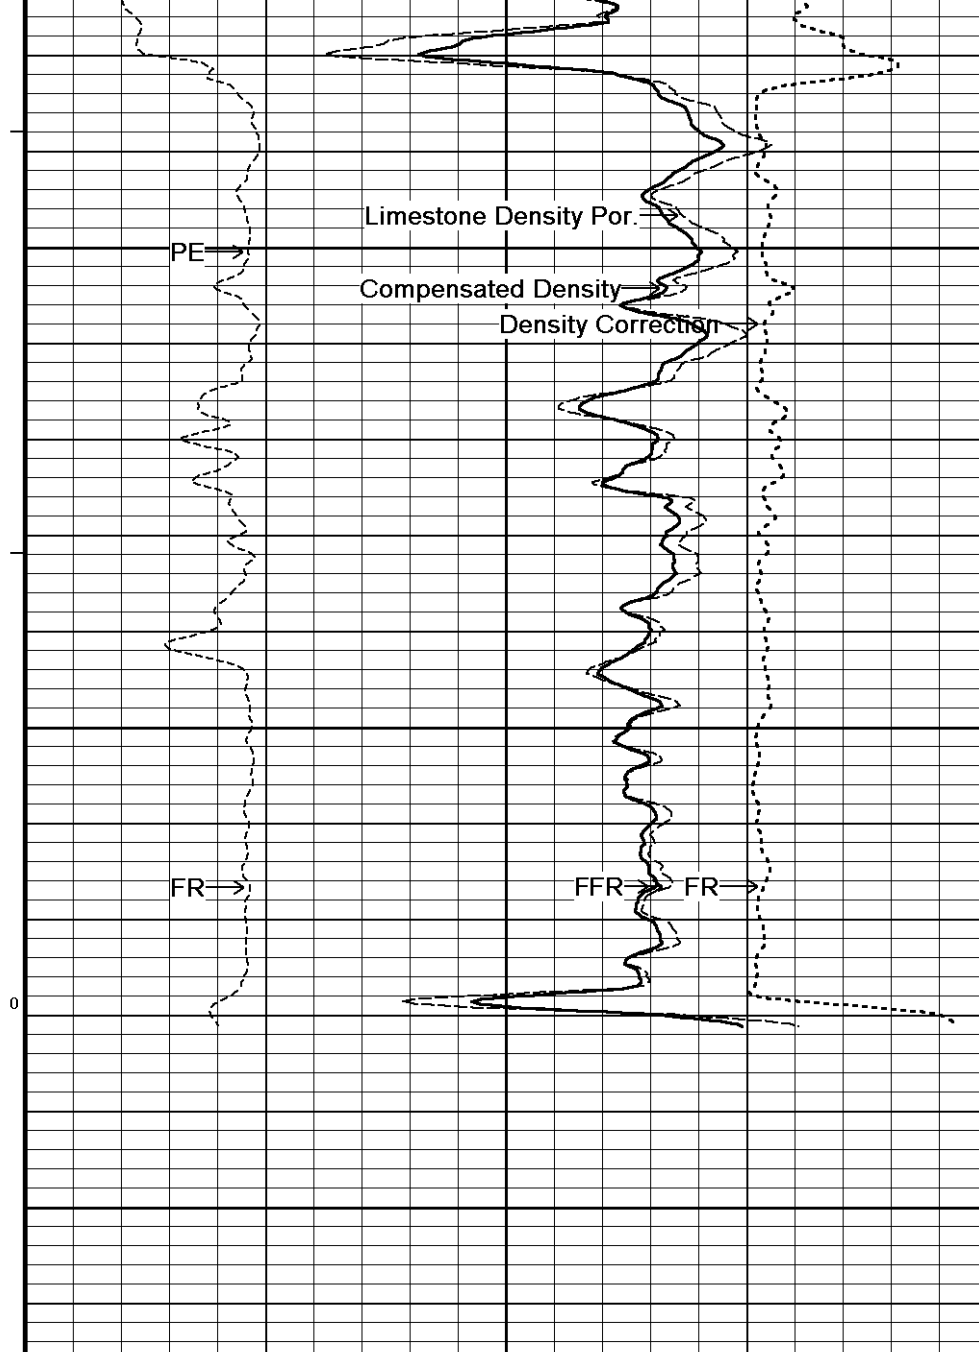 Limestone Density Por.
PE
Compensated Density
Density Correction
FR FFR FR
0